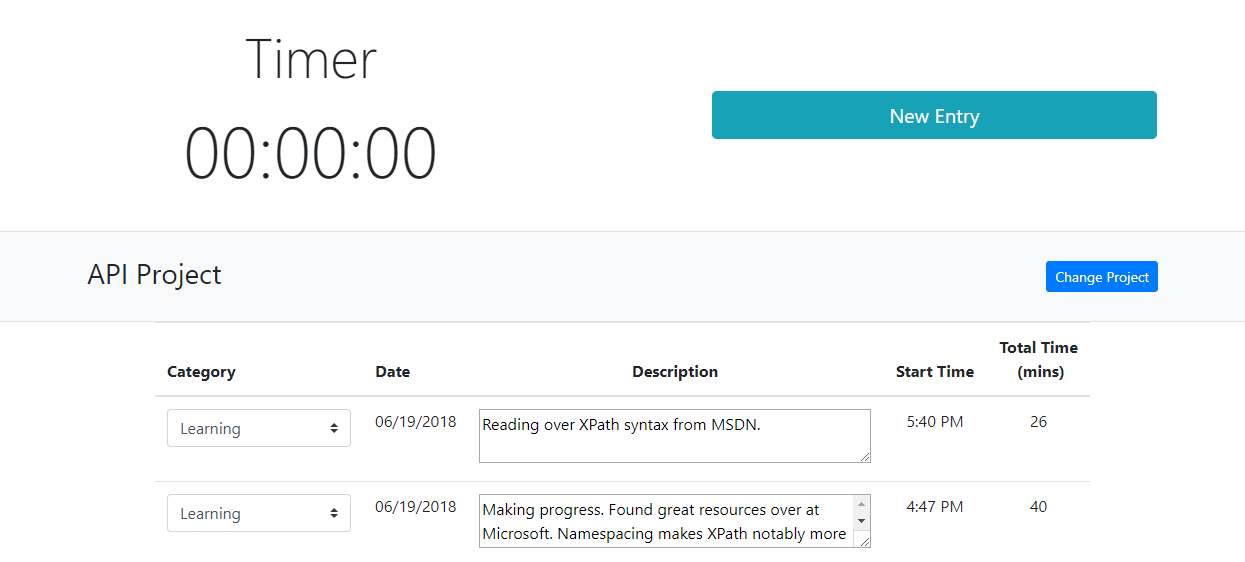 Timer
00:00:00
New Entry
API Project
Change Project
Category Date Description Start Time Total Time (mins)
Learning 06/19/2018 Reading over XPath syntax from MSDN. 5:40 PM 26
Learning 06/19/2018 Making progress. Found great resources over at 4:47 PM 40
Microsoft. Namespacing makes XPath notably more